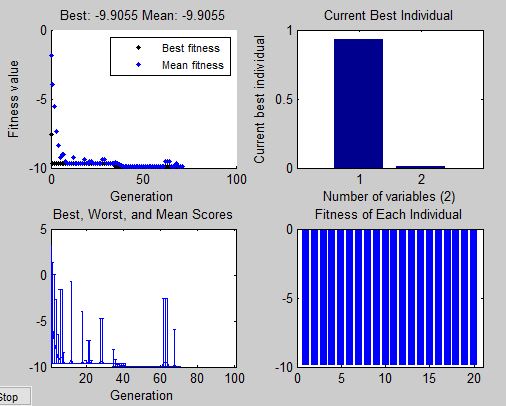 Best: -9.9055 Mean: -9.9055
Fitness value
0
-5
-10
0
50
100
Best fitness
Mean fitness
Generation
Current Best Individual
Current best individual
1
0.5
0
1
2
Number of variables (2)
Best, Worst, and Mean Scores
5
0
-5
-10
20
40
60
80
100
Generation
Fitness of Each Individual
0
-5
-10
0
5
10
15
20
Stop